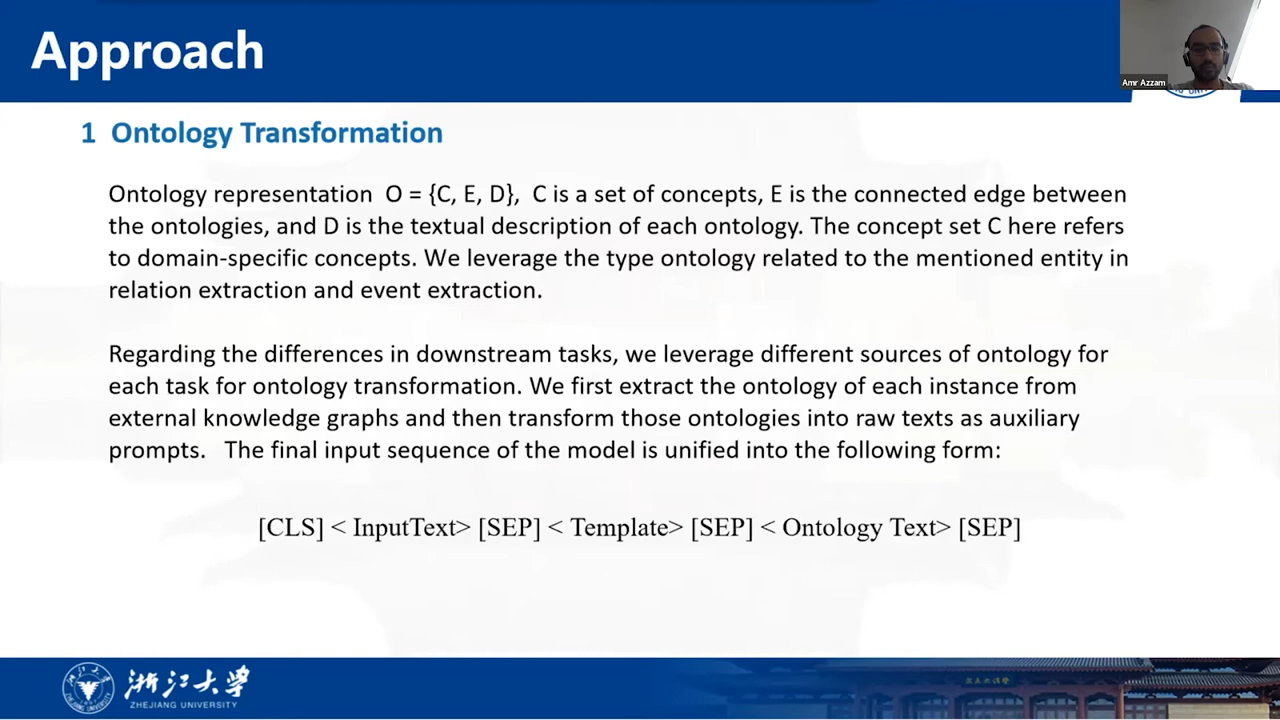 Approach
Amr Azzam
1 Ontology Transformation
Ontology representation O = {C, E, D}, C is a set of concepts, E is the connected edge between
the ontologies, and D is the textual description of each ontology. The concept set C here refers
to domain-specific concepts. We leverage the type ontology related to the mentioned entity in
relation extraction and event extraction.
Regarding the differences in downstream tasks, we leverage different sources of ontology for
each task for ontology transformation. We first extract the ontology of each instance from
external knowledge graphs and then transform those ontologies into raw texts as auxiliary
prompts. The final input sequence of the model is unified into the following form:
[CLS] < InputText> [SEP] < Template> [SEP] < Ontology Text> [SEP]
浙江大学
ZHEJIANG UNIVERSITY